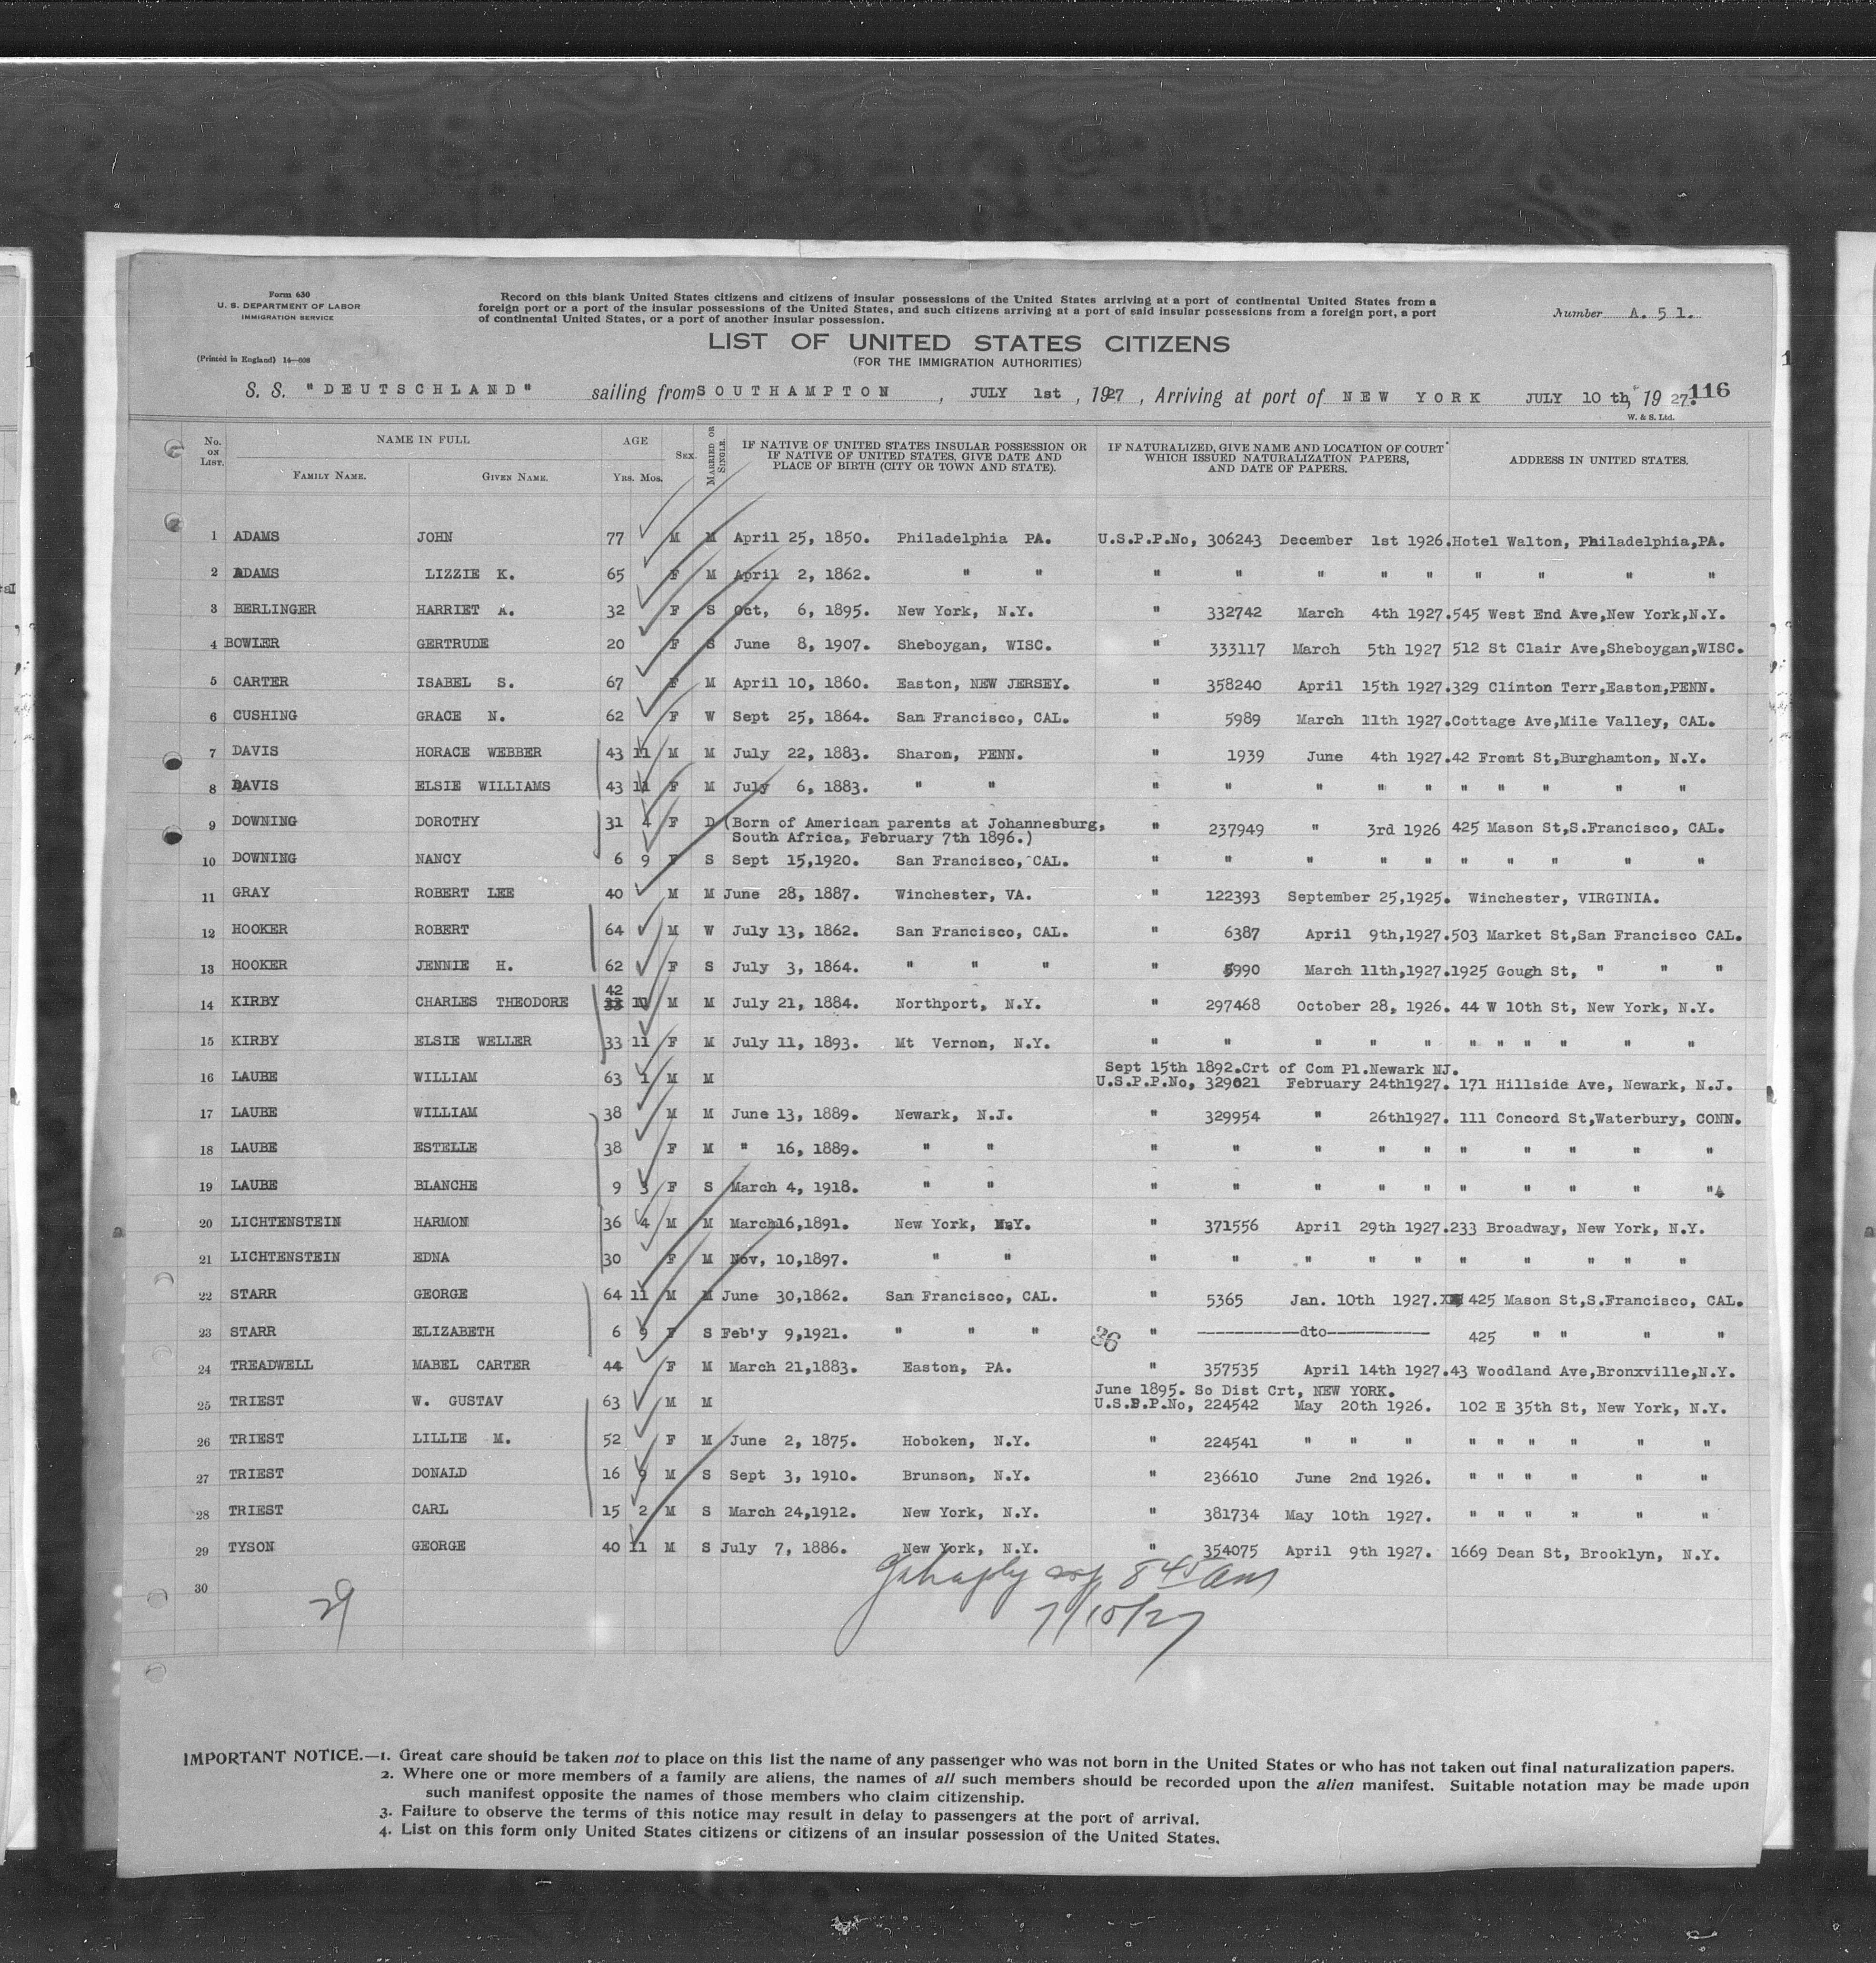 Form 630
U. S. DEPARTMENT OF LABOR
IMMIGRATION SERVICE
(Printed in England) 14—608
Record on this blank United States citizens and citizens of insular possessions of the United States arriving at a port of continental United States from a
foreign port or a port of the insular possessions of the United States, and such citizens arriving at a port of said insular possessions from a foreign port, a port
of continental United States, or a port of another insular possession.
Number A. 5 1.
LIST OF UNITED STATES CITIZENS
(FOR THE IMMIGRATION AUTHORITIES)
S. S. "DEUTSCHLAND" sailing from SOUTHAMPTON, JULY 1st, 1927, Arriving at port of NEW YORK JULY 10 th, 1927. 116
W. & S. Ltd.
No. ON LIST. NAME IN FULL AGE SEX. MARRIED OR SINGLE. IF NATIVE OF UNITED STATES INSULAR POSSESSION OR IF NATIVE OF UNITED STATES, GIVE DATE AND PLACE OF BIRTH (CITY OR TOWN AND STATE). IF NATURALIZED, GIVE NAME AND LOCATION OF COURT WHICH ISSUED NATURALIZATION PAPERS, AND DATE OF PAPERS. ADDRESS IN UNITED STATES.
FAMILY NAME. GIVEN NAME. YRS. MOS.
1 ADAMS JOHN 77 M M April 25, 1850. Philadelphia PA. U.S.P.P.No, 306243 December 1st 1926. Hotel Walton, Philadelphia,PA.
2 ADAMS LIZZIE K. 65 F M April 2, 1862. " " " " " " " " " " "
3 BERLINGER HARRIET A. 32 F S Oct, 6, 1895. New York, N.Y. " 332742 March 4th 1927. 545 West End Ave,New York,N.Y.
4 BOWLER GERTRUDE 20 F S June 8, 1907. Sheboygan, WISC. " 333117 March 5th 1927 512 St Clair Ave,Sheboygan,WISC.
5 CARTER ISABEL S. 67 F M April 10, 1860. Easton, NEW JERSEY. " 358240 April 15th 1927. 329 Clinton Terr,Easton,PENN.
6 CUSHING GRACE N. 62 F W Sept 25, 1864. San Francisco, CAL. " 5989 March 11th 1927. Cottage Ave,Mile Valley, CAL.
7 DAVIS HORACE WEBBER 43 11 M M July 22, 1883. Sharon, PENN. " 1939 June 4th 1927. 42 Front St,Burghamton, N.Y.
8 DAVIS ELSIE WILLIAMS 43 11 F M July 6, 1883. " " " " " " " " " " " "
9 DOWNING DOROTHY 31 4 F D (Born of American parents at Johannesburg, " 237949 " 3rd 1926 425 Mason St,S.Francisco, CAL.
South Africa, February 7th 1896.)
10 DOWNING NANCY 6 9 F S Sept 15,1920. San Francisco, CAL. " " " " " " " " " "
11 GRAY ROBERT LEE 40 M M June 28, 1887. Winchester, VA. " 122393 September 25,1925. Winchester, VIRGINIA.
12 HOOKER ROBERT 64 M W July 13, 1862. San Francisco, CAL. " 6387 April 9th,1927. 503 Market St,San Francisco CAL.
13 HOOKER JENNIE H. 62 F S July 3, 1864. " " " " 5990 March 11th,1927. 1925 Gough St, " " "
42
14 KIRBY CHARLES THEODORE 33 11 M M July 21, 1884. Northport, N.Y. " 297468 October 28, 1926. 44 W 10th St, New York, N.Y.
15 KIRBY ELSIE WELLER 33 11 F M July 11, 1893. Mt Vernon, N.Y. " " " " " " " " " " "
Sept 15th 1892.Crt of Com Pl.Newark NJ.
16 LAUBE WILLIAM 63 1 M M U.S.P.P.No, 329021 February 24th1927. 171 Hillside Ave, Newark, N.J.
17 LAUBE WILLIAM 38 M M June 13, 1889. Newark, N.J. " 329954 " 26th1927. 111 Concord St,Waterbury, CONN.
18 LAUBE ESTELLE 38 F M " 16, 1889. " " " " " " " " " " " "
19 LAUBE BLANCHE 9 3 F S March 4, 1918. " " " " " " " " " " " "
20 LICHTENSTEIN HARMON 36 4 M M March16,1891. New York, N.Y. " 371556 April 29th 1927. 233 Broadway, New York, N.Y.
21 LICHTENSTEIN EDNA 30 F M Nov, 10,1897. " " " " " " " " " " " "
22 STARR GEORGE 64 11 M M June 30,1862. San Francisco, CAL. " 5365 Jan. 10th 1927. 425 Mason St,S.Francisco, CAL.
23 STARR ELIZABETH 6 9 F S Feb'y 9,1921. " " " 36 " ----------dto---------- 425 " " " "
24 TREADWELL MABEL CARTER 44 F M March 21,1883. Easton, PA. " 357535 April 14th 1927. 43 Woodland Ave,Bronxville,N.Y.
June 1895. So Dist Crt, NEW YORK.
25 TRIEST W. GUSTAV 63 M M U.S.P.P.No, 224542 May 20th 1926. 102 E 35th St, New York, N.Y.
26 TRIEST LILLIE M. 52 F M June 2, 1875. Hoboken, N.Y. " 224541 " " " " " " " " "
27 TRIEST DONALD 16 9 M S Sept 3, 1910. Brunson, N.Y. " 236610 June 2nd 1926. " " " " " "
28 TRIEST CARL 15 2 M S March 24,1912. New York, N.Y. " 381734 May 10th 1927. " " " " " "
29 TYSON GEORGE 40 11 M S July 7, 1886. New York, N.Y. " 354075 April 9th 1927. 1669 Dean St, Brooklyn, N.Y.
30
29
8 45 am
7/10/27
IMPORTANT NOTICE.—1. Great care should be taken not to place on this list the name of any passenger who was not born in the United States or who has not taken out final naturalization papers.
2. Where one or more members of a family are aliens, the names of all such members should be recorded upon the alien manifest. Suitable notation may be made upon
such manifest opposite the names of those members who claim citizenship.
3. Failure to observe the terms of this notice may result in delay to passengers at the port of arrival.
4. List on this form only United States citizens or citizens of an insular possession of the United States.